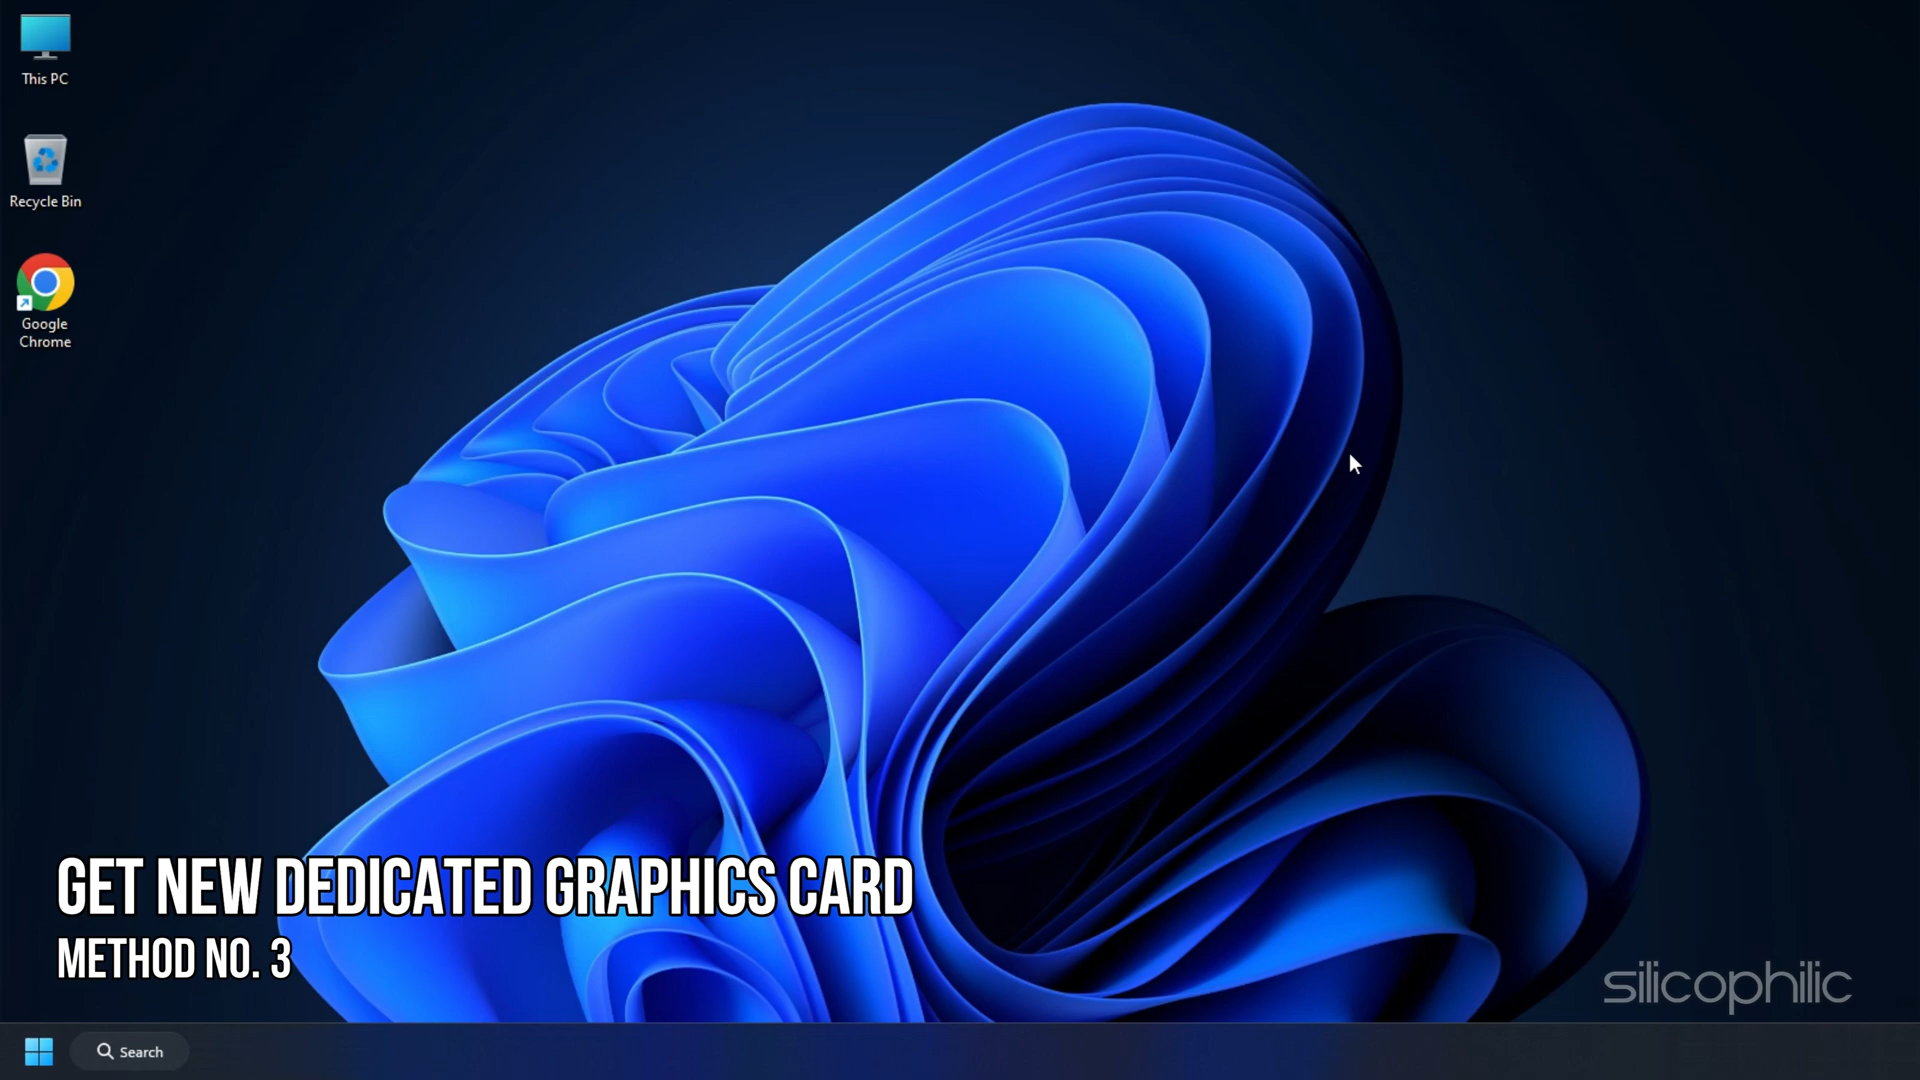 This PC
Recycle Bin
Google
Chrome
GET NEW DEDICATED GRAPHICS CARD
METHOD NO. 3
silicophilic
Search